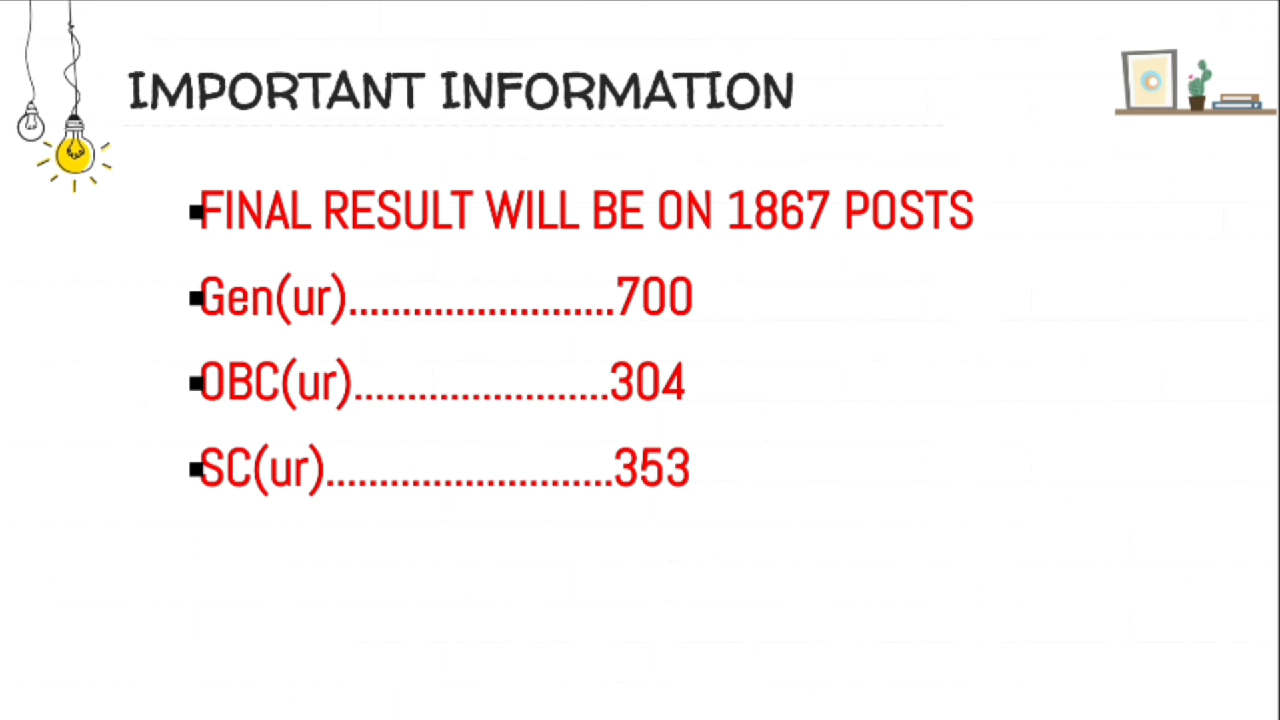 IMPORTANT INFORMATION
▪FINAL RESULT WILL BE ON 1867 POSTS
▪Gen(ur).........................700
▪OBC(ur)........................304
▪SC(ur)...........................353